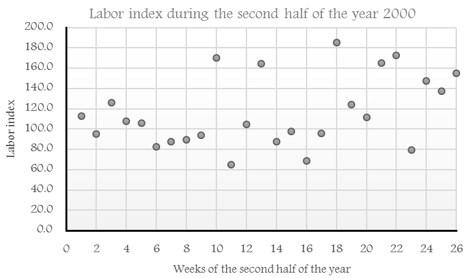 Labor index during the second half of the year 2000
200.0
180.0
160.0
140.0
120.0
100.0
80.0
60.0
40.0
20.0
0.0
Labor index
0 2 4 6 8 10 12 14 16 18 20 22 24 26
Weeks of the second half of the year